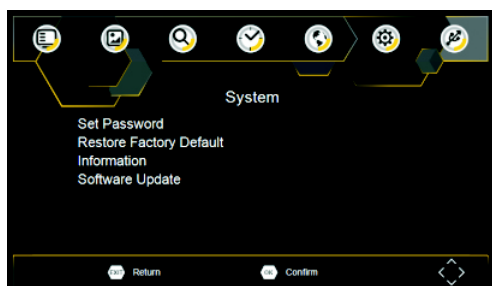 System
Set Password
Restore Factory Default
Information
Software Update
EXIT Return OK Confirm